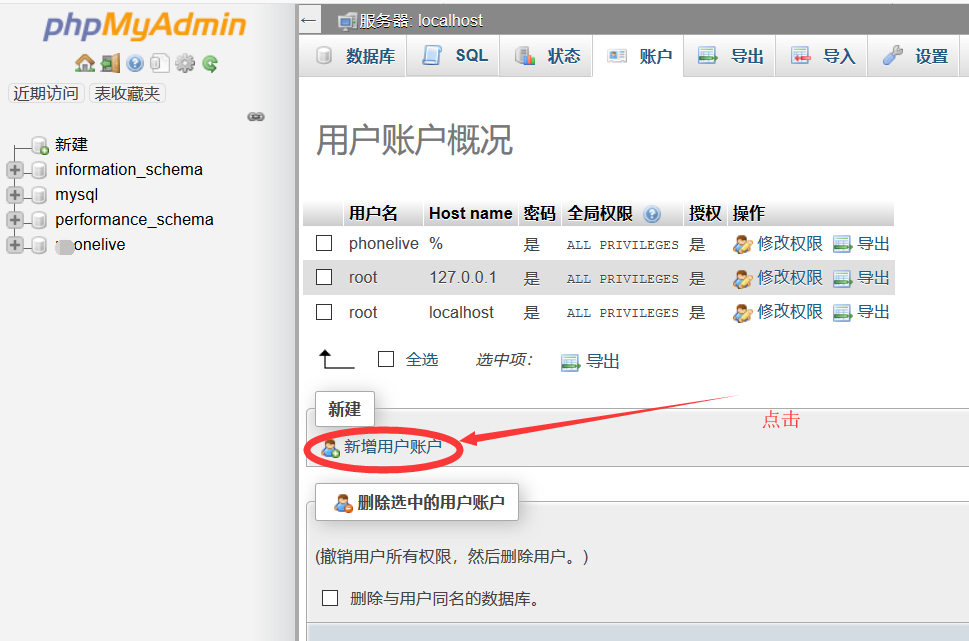 phpMyAdmin
近期访问 表收藏夹
新建
information_schema
mysql
performance_schema
onelive
← 服务器: localhost
数据库 SQL 状态 账户 导出 导入 设置
用户账户概况
用户名 Host name 密码 全局权限 授权 操作
phonelive % 是 ALL PRIVILEGES 是 修改权限 导出
root 127.0.0.1 是 ALL PRIVILEGES 是 修改权限 导出
root localhost 是 ALL PRIVILEGES 是 修改权限 导出
全选 选中项: 导出
新建
点击
新增用户账户
删除选中的用户账户
(撤销用户所有权限，然后删除用户。)
删除与用户同名的数据库。